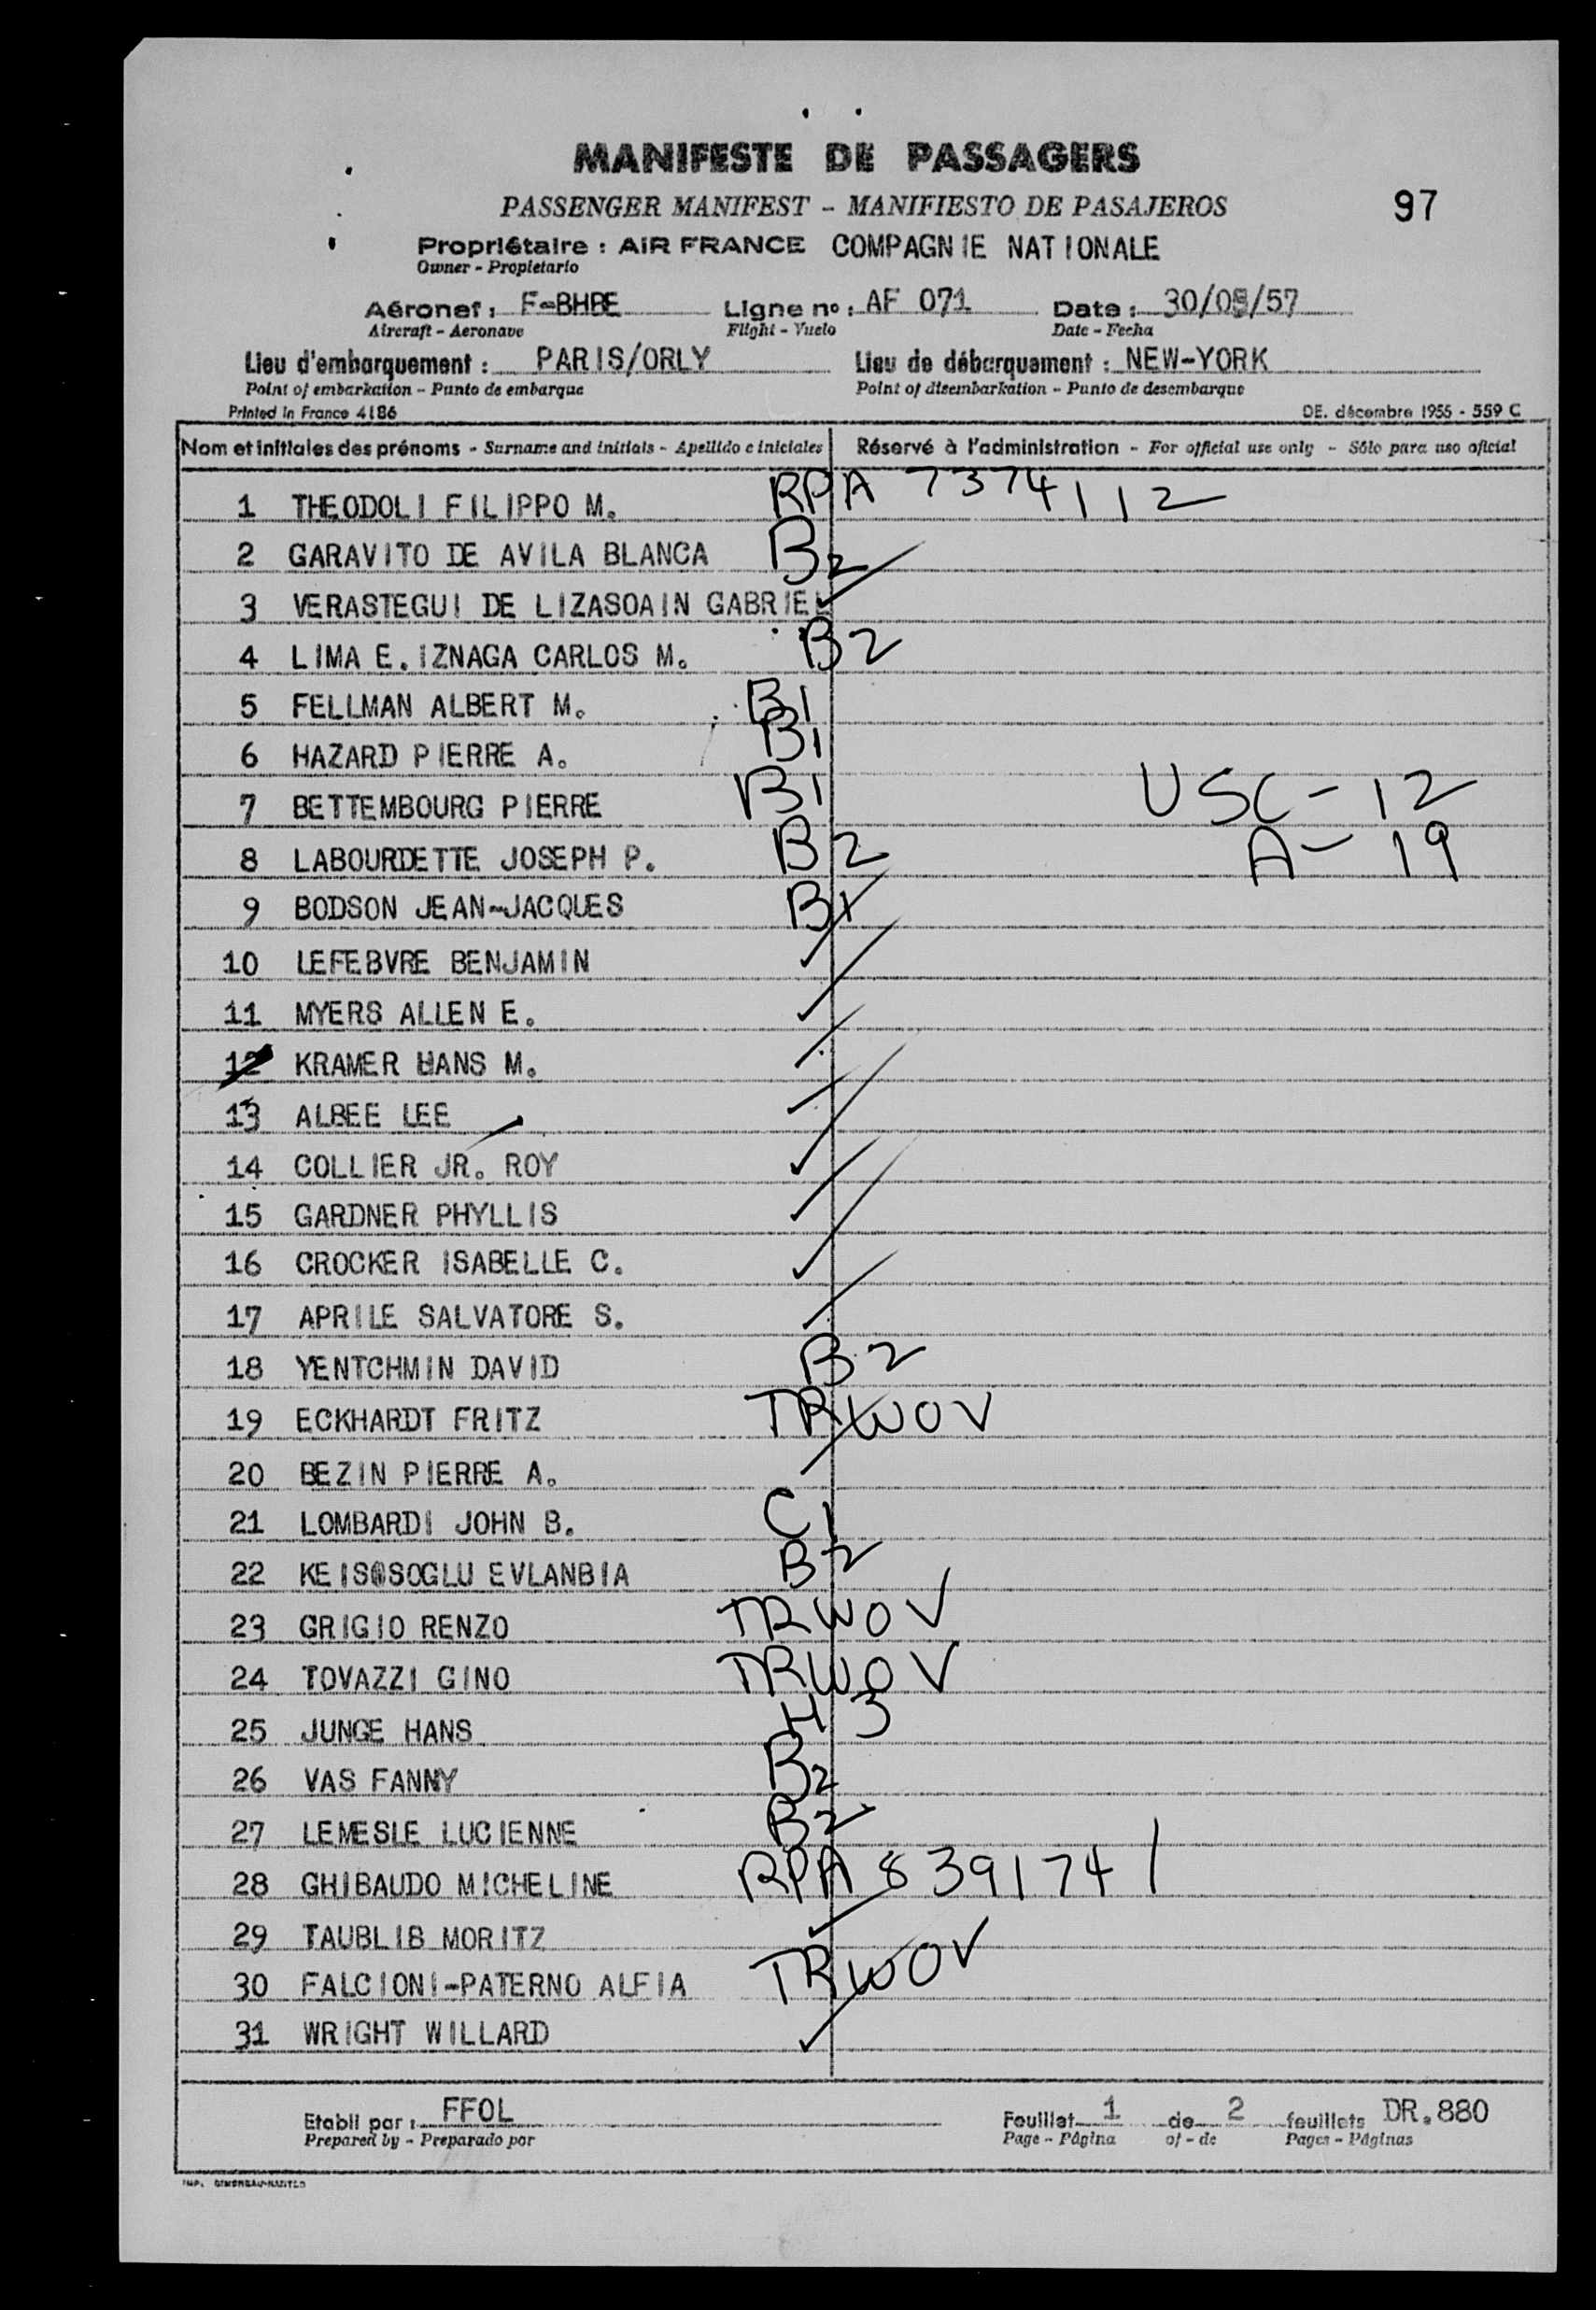 MANIFESTE DE PASSAGERS
PASSENGER MANIFEST - MANIFIESTO DE PASAJEROS
97
Propriétaire : AIR FRANCE COMPAGNIE NATIONALE
Owner - Propietario
Aéronef : F-BHBE Ligne no : AF 071 Date : 30/08/57
Aircraft - Aeronave Flight - Vuelo Date - Fecha
Lieu d'embarquement : PARIS/ORLY Lieu de débarquement : NEW-YORK
Point of embarkation - Punto de embarque Point of disembarkation - Punto de desembarque
Printed in France 4186 DE. décembre 1955 - 559 C
Nom et initiales des prénoms - Surname and initials - Apellido e iniciales Réservé à l'administration - For official use only - Sólo para uso oficial
1 THEODOLI FILIPPO M. RPA 7374112
2 GARAVITO DE AVILA BLANCA B2
3 VERASTEGUI DE LIZASOAIN GABRIEL
4 LIMA E. IZNAGA CARLOS M. B2
5 FELLMAN ALBERT M. B1
6 HAZARD PIERRE A. B1
7 BETTEMBOURG PIERRE B1 USC - 12
8 LABOURDETTE JOSEPH P. B2 A - 19
9 BODSON JEAN-JACQUES B1
10 LEFEBVRE BENJAMIN
11 MYERS ALLEN E.
12 KRAMER HANS M.
13 ALBEE LEE
14 COLLIER JR. ROY
15 GARDNER PHYLLIS
16 CROCKER ISABELLE C.
17 APRILE SALVATORE S.
18 YENTCHMIN DAVID B2
19 ECKHARDT FRITZ TRWOV
20 BEZIN PIERRE A.
21 LOMBARDI JOHN B. C1
22 KEISOSOGLU EVLANBIA B2
23 GRIGIO RENZO TRWOV
24 TOVAZZI GINO TRWOV
25 JUNGE HANS H3
26 VAS FANNY B2
27 LEMESLE LUCIENNE B2
28 GHIBAUDO MICHELINE RPA 8391741
29 TAUBLIB MORITZ
30 FALCIONI-PATERNO ALFIA TRWOV
31 WRIGHT WILLARD
Etabli par : FFOL Feuillet 1 de 2 feuillets DR.880
Prepared by - Preparado por Page - Página of - de Pages - Páginas